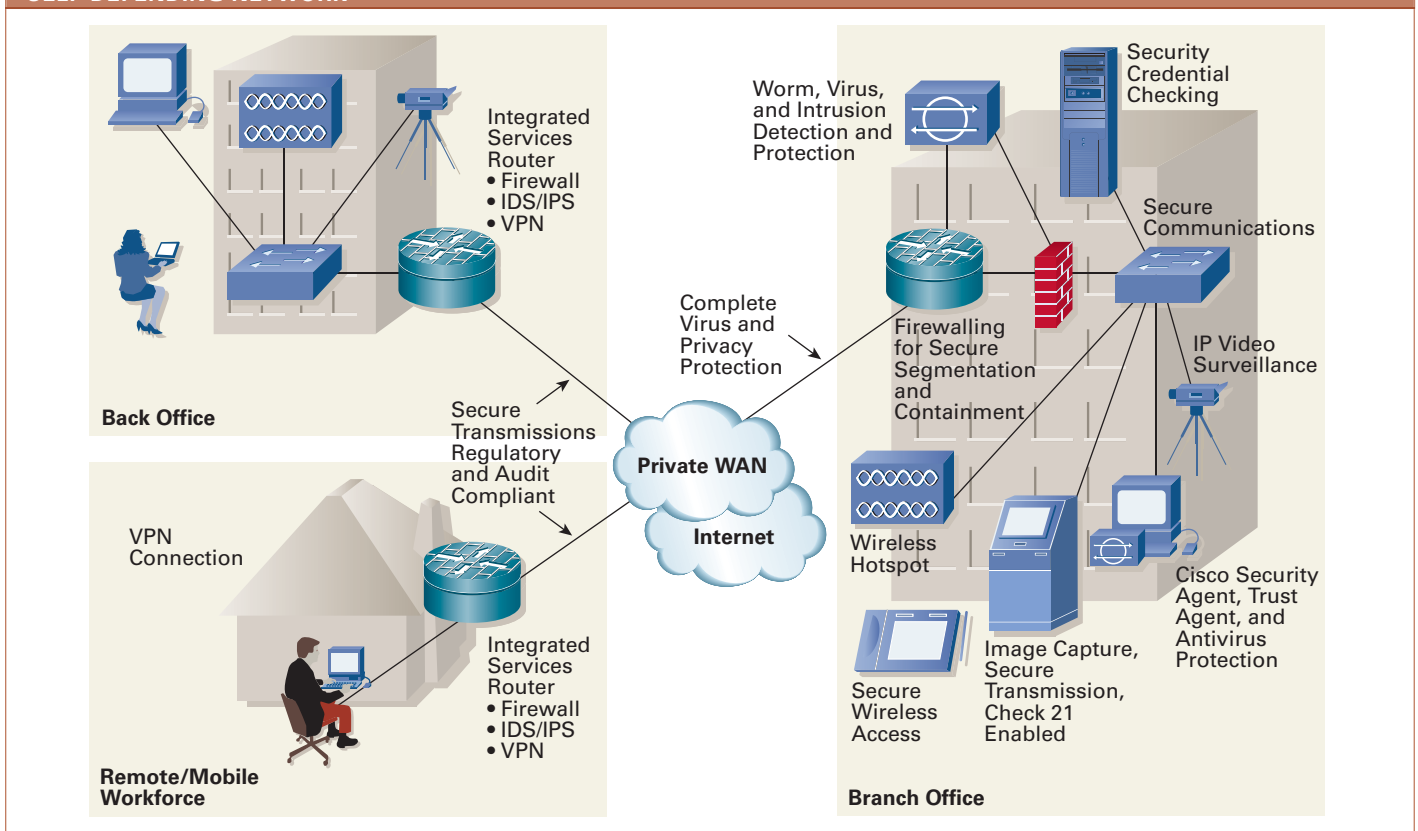 SELF-DEFENDING NETWORK
Integrated
Services
Router
• Firewall
• IDS/IPS
• VPN
Back Office
Secure
Transmissions
Regulatory
and Audit
Compliant
VPN
Connection
Integrated
Services
Router
• Firewall
• IDS/IPS
• VPN
Remote/Mobile
Workforce
Private WAN
Internet
Complete
Virus and
Privacy
Protection
Worm, Virus,
and Intrusion
Detection and
Protection
Security
Credential
Checking
Secure
Communications
Firewalling
for Secure
Segmentation
and
Containment
IP Video
Surveillance
Wireless
Hotspot
Cisco Security
Agent, Trust
Agent, and
Antivirus
Protection
Image Capture,
Secure
Transmission,
Check 21
Enabled
Secure
Wireless
Access
Branch Office